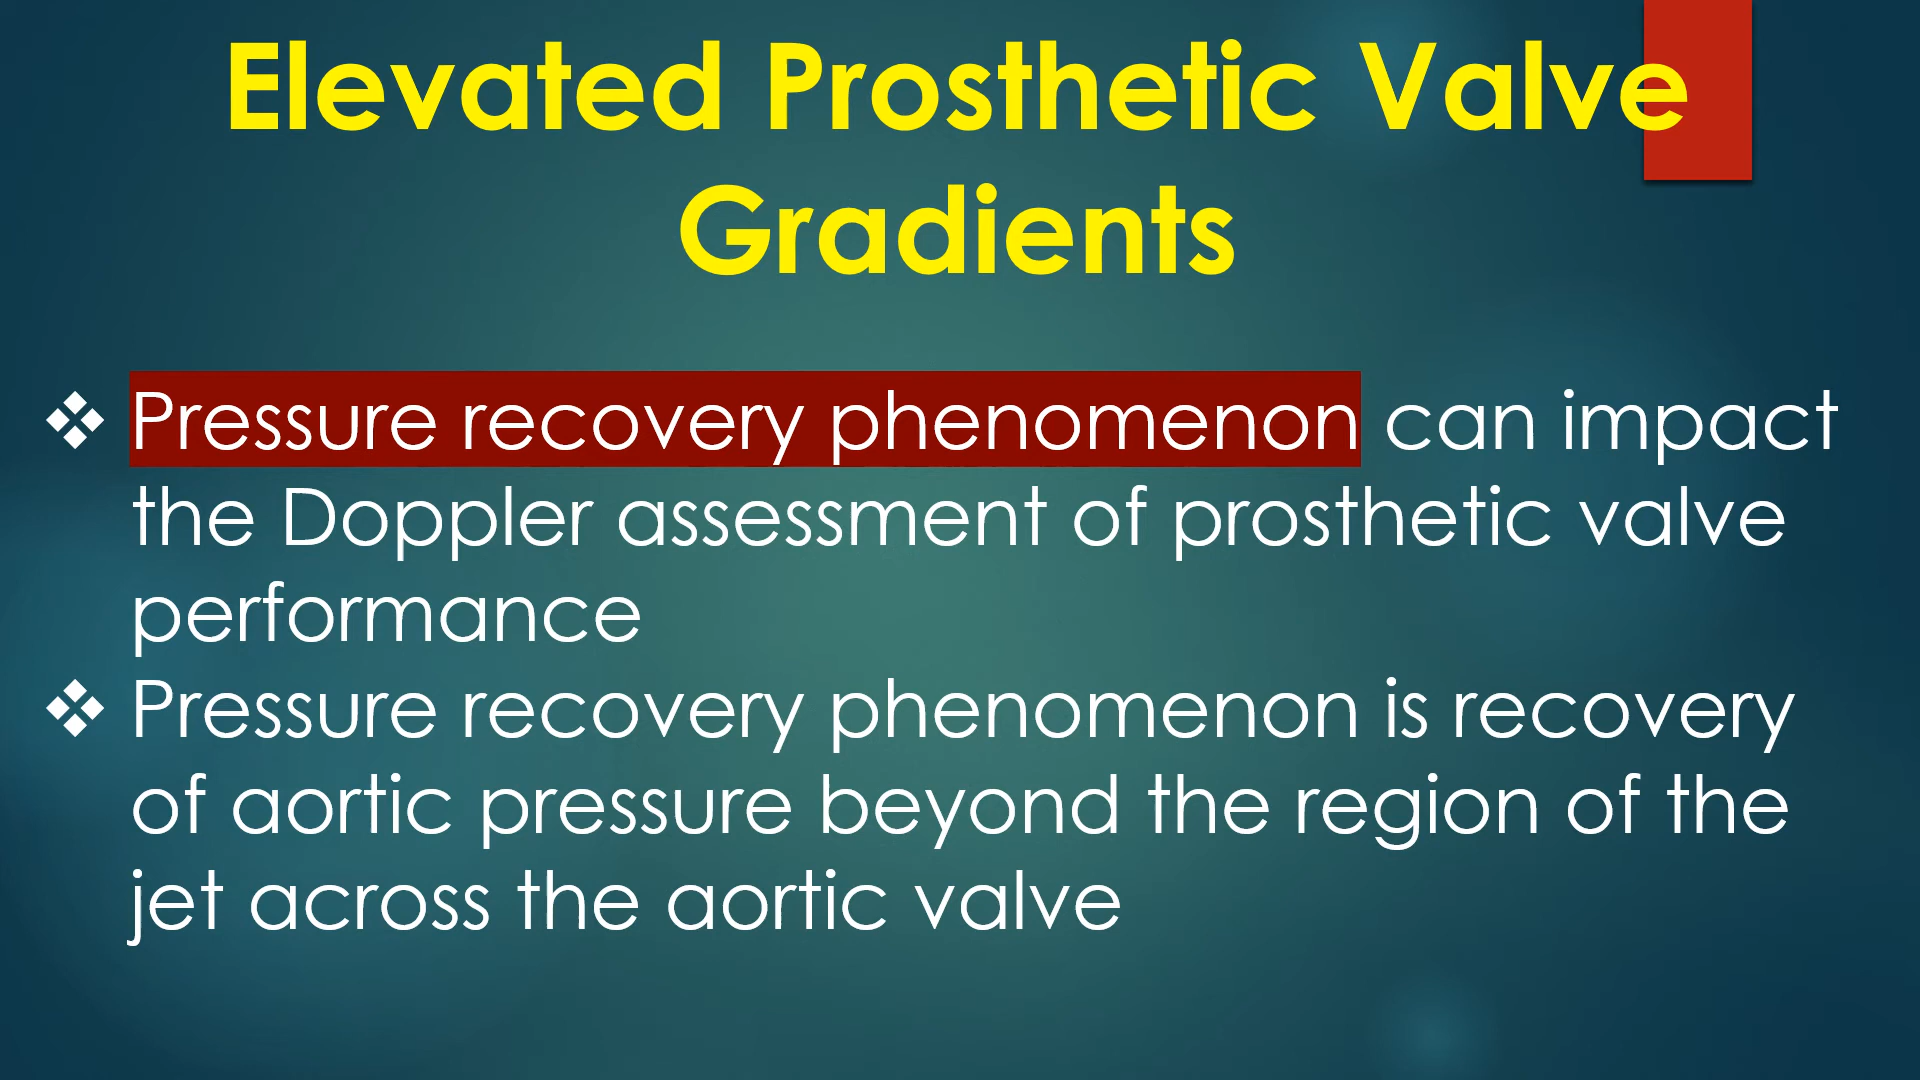 Elevated Prosthetic Valve
Gradients
❖ Pressure recovery phenomenon can impact
the Doppler assessment of prosthetic valve
performance
❖ Pressure recovery phenomenon is recovery
of aortic pressure beyond the region of the
jet across the aortic valve